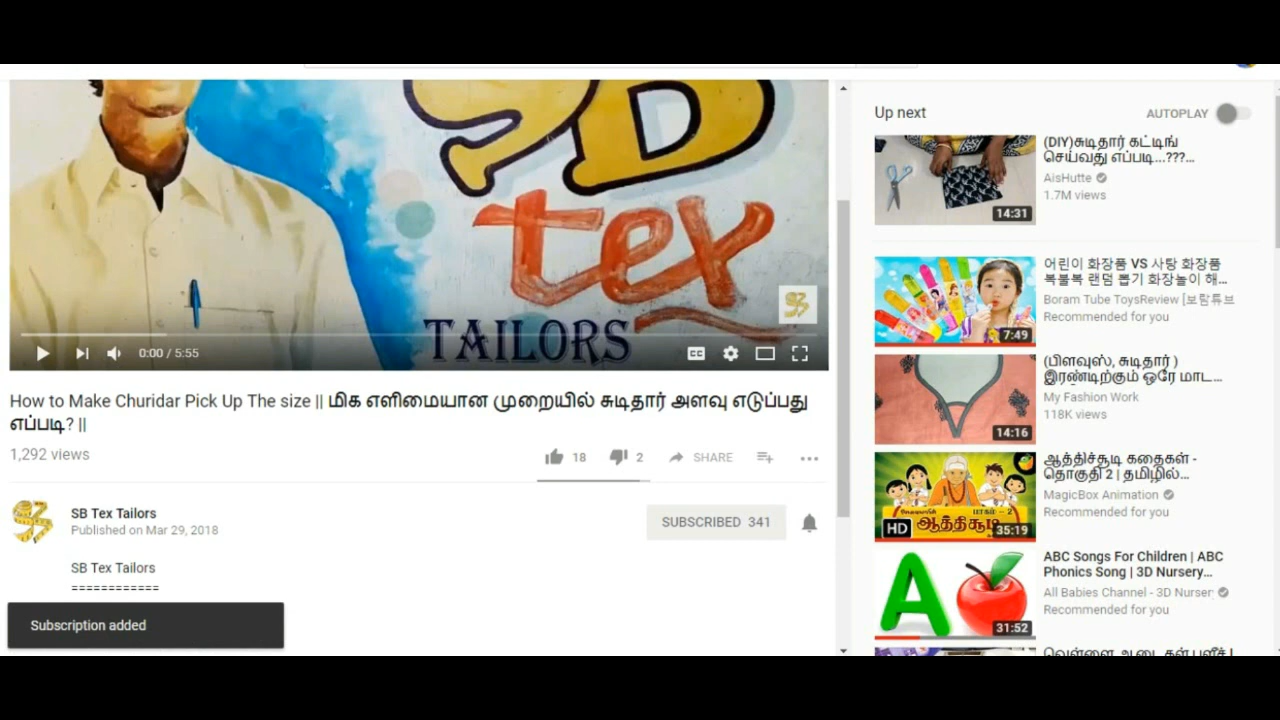 SB
tex
TAILORS
0:00 / 5:55
CC
How to Make Churidar Pick Up The size || மிக எளிமையான முறையில் சுடிதார் அளவு எடுப்பது
எப்படி? ||
1,292 views
18
2
SHARE
SB Tex Tailors
Published on Mar 29, 2018
SUBSCRIBED 341
SB Tex Tailors
============
Subscription added
Up next
AUTOPLAY
(DIY)சுடிதார் கட்டிங்
செய்வது எப்படி...???...
AisHutte
1.7M views
14:31
어린이 화장품 VS 사탕 화장품
복불복 랜덤 뽑기 화장놀이 해...
Boram Tube ToysReview [보람튜브
Recommended for you
7:49
(பிளவுஸ், சுடிதார் )
இரண்டிற்கும் ஒரே மாட...
My Fashion Work
118K views
14:16
ஆத்திச்சூடி கதைகள் -
தொகுதி 2 | தமிழில்...
MagicBox Animation
Recommended for you
பாகம் - 2
HD ஆத்திசூடி
35:19
ABC Songs For Children | ABC
Phonics Song | 3D Nursery...
All Babies Channel - 3D Nurser
Recommended for you
A
31:52